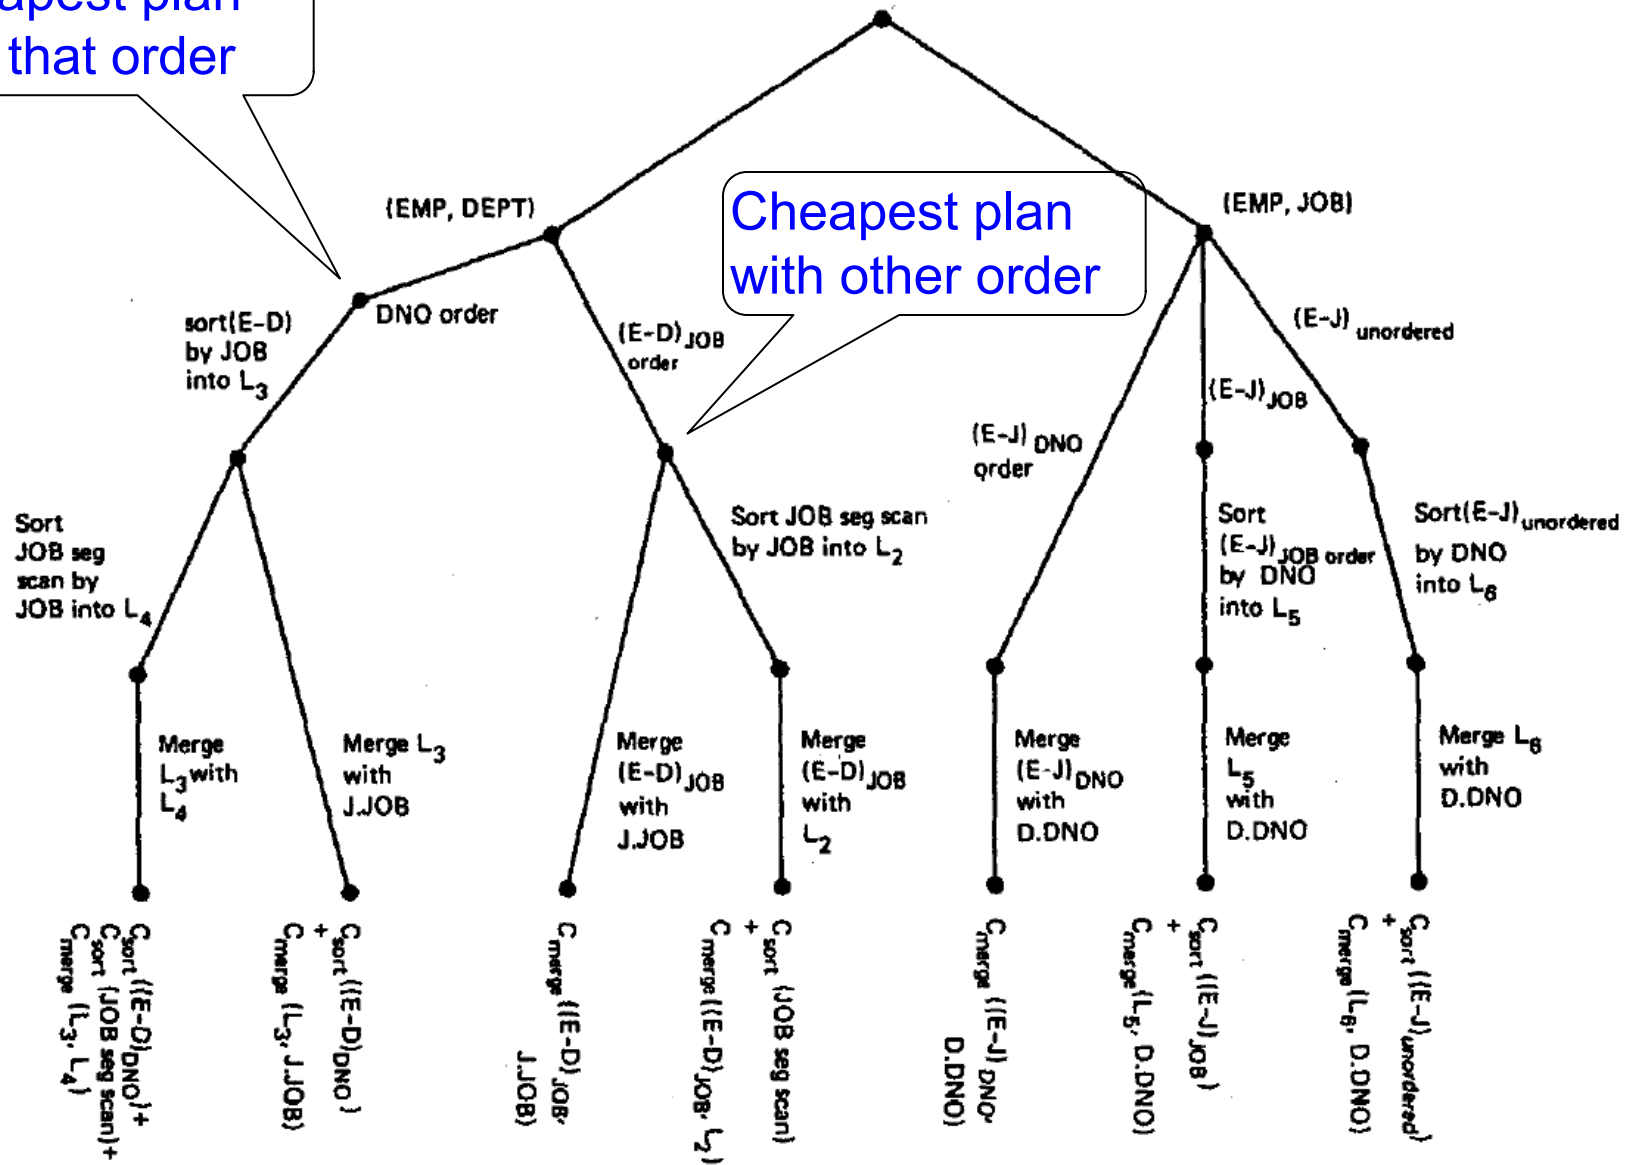 apest plan
that order
Cheapest plan
with other order
(EMP, DEPT)
(EMP, JOB)
DNO order
sort(E-D)
by JOB
into L3
(E-D)JOB
order
(E-J)DNO
order
(E-J)JOB
(E-J)unordered
Sort
JOB seg
scan by
JOB into L4
Sort JOB seg scan
by JOB into L2
Sort
(E-J)JOB order
by DNO
into L5
Sort(E-J)unordered
by DNO
into L6
Merge
L3 with
L4
Merge L3
with
J.JOB
Merge
(E-D)JOB
with
J.JOB
Merge
(E-D)JOB
with
L2
Merge
(E-J)DNO
with
D.DNO
Merge
L5
with
D.DNO
Merge L6
with
D.DNO
Csort((E-D)DNO)+
Csort(JOB seg scan)+
Cmerge(L3, L4)
Csort((E-D)DNO)
+
Cmerge(L3, J.JOB)
Cmerge((E-D)JOB,
J.JOB)
Csort (JOB seg scan)
+
Cmerge((E-D)JOB, L2)
Cmerge((E-J)DNO,
D.DNO)
Csort((E-J)JOB)
+
Cmerge(L5, D.DNO)
Csort((E-J)unordered)
+
Cmerge(L6, D.DNO)